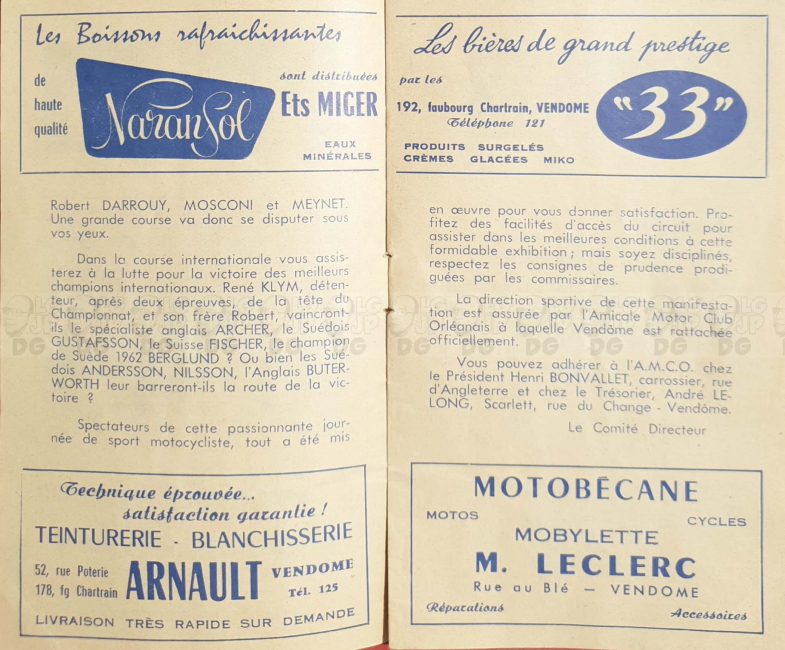 Les Boissons rafraichissantes
de
haute
qualité
NaranSol
sont distribuées
Ets MIGER
EAUX
MINÉRALES
Robert DARROUY, MOSCONI et MEYNET.
Une grande course va donc se disputer sous
vos yeux.
Dans la course internationale vous assis-
terez à la lutte pour la victoire des meilleurs
champions internationaux. René KLYM, déten-
teur, après deux épreuves, de la tête du
Championnat, et son frère Robert, vaincront-
ils le spécialiste anglais ARCHER, le Suédois
GUSTAFSSON, le Suisse FISCHER, le champion
de Suède 1962 BERGLUND ? Ou bien les Sué-
dois ANDERSSON, NILSSON, l'Anglais BUTER-
WORTH leur barreront-ils la route de la vic-
toire ?
Spectateurs de cette passionnante jour-
née de sport motocycliste, tout a été mis
Technique éprouvée...
satisfaction garantie !
TEINTURERIE - BLANCHISSERIE
52, rue Poterie
178, fg Chartrain
ARNAULT
VENDOME
Tél. 125
LIVRAISON TRÈS RAPIDE SUR DEMANDE
Les bières de grand prestige
par les
192, faubourg Chartrain, VENDOME
Téléphone 121
"33"
PRODUITS SURGELÉS
CRÈMES GLACÉES MIKO
en œuvre pour vous donner satisfaction. Pro-
fitez des facilités d'accès du circuit pour
assister dans les meilleures conditions à cette
formidable exhibition ; mais soyez disciplinés,
respectez les consignes de prudence prodi-
guées par les commissaires.
La direction sportive de cette manifesta-
tion est assurée par l'Amicale Motor Club
Orléanais à laquelle Vendôme est rattachée
officiellement.
Vous pouvez adhérer à l'A.M.C.O. chez
le Président Henri BONVALLET, carrossier, rue
d'Angleterre et chez le Trésorier, André LE-
LONG, Scarlett, rue du Change - Vendôme.
Le Comité Directeur
MOTOBÉCANE
MOTOS
CYCLES
MOBYLETTE
M. LECLERC
Rue au Blé — VENDOME
Réparations
Accessoires